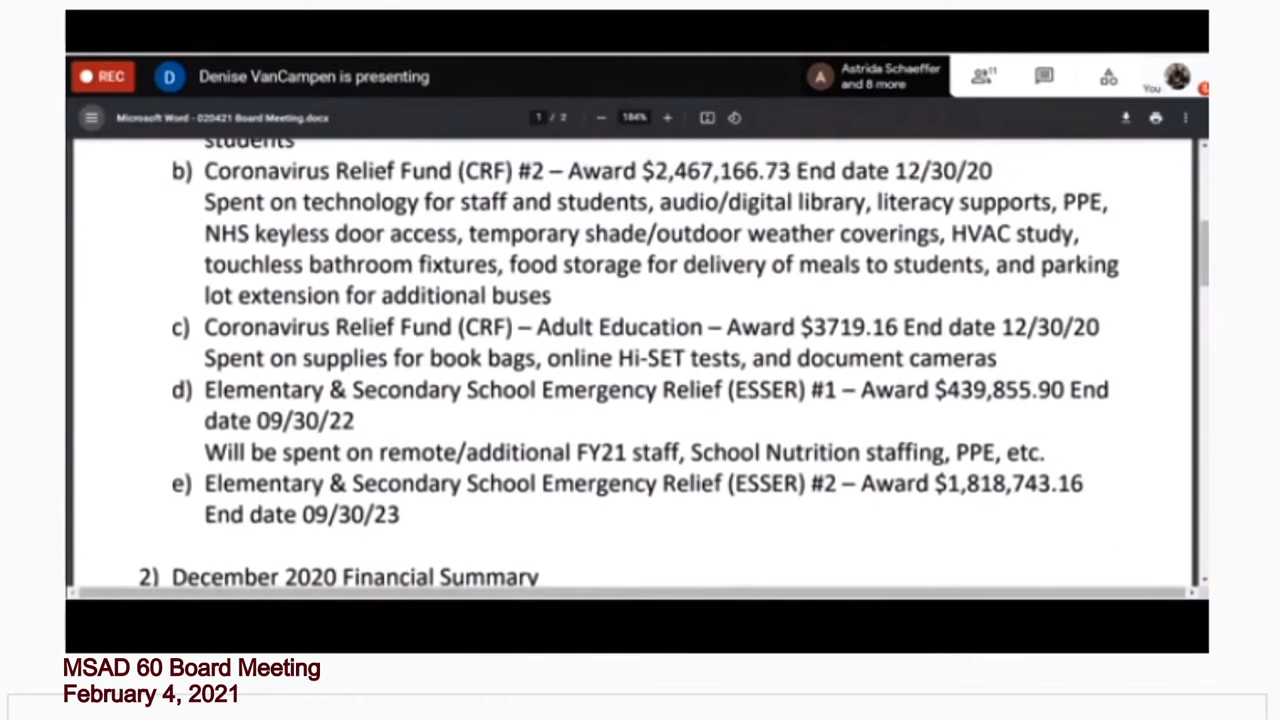 REC
D
Denise VanCampen is presenting
A
Astrida Schaeffer
and 8 more
11
You
Microsoft Word - 020421 Board Meeting.docx
1 / 2
184%
students
b) Coronavirus Relief Fund (CRF) #2 – Award $2,467,166.73 End date 12/30/20
Spent on technology for staff and students, audio/digital library, literacy supports, PPE,
NHS keyless door access, temporary shade/outdoor weather coverings, HVAC study,
touchless bathroom fixtures, food storage for delivery of meals to students, and parking
lot extension for additional buses
c) Coronavirus Relief Fund (CRF) – Adult Education – Award $3719.16 End date 12/30/20
Spent on supplies for book bags, online Hi-SET tests, and document cameras
d) Elementary & Secondary School Emergency Relief (ESSER) #1 – Award $439,855.90 End
date 09/30/22
Will be spent on remote/additional FY21 staff, School Nutrition staffing, PPE, etc.
e) Elementary & Secondary School Emergency Relief (ESSER) #2 – Award $1,818,743.16
End date 09/30/23
2) December 2020 Financial Summary
MSAD 60 Board Meeting
February 4, 2021